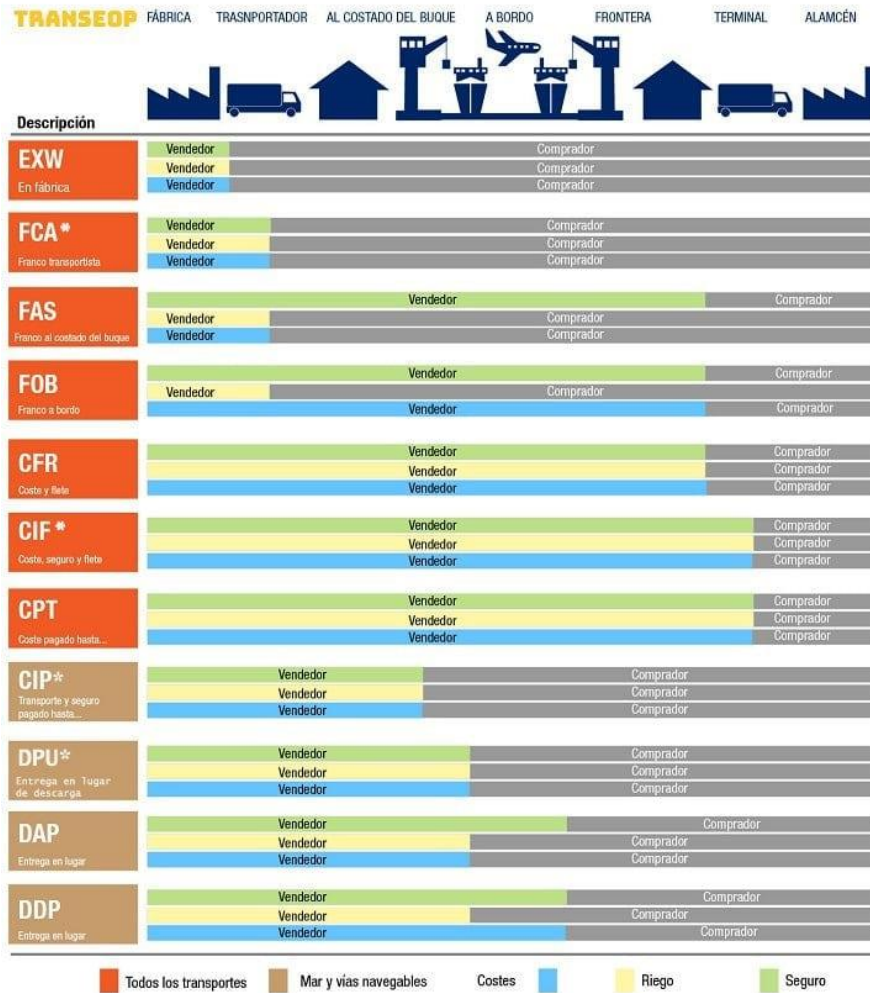 TRANSEOP
FÁBRICA TRASNPORTADOR AL COSTADO DEL BUQUE A BORDO FRONTERA TERMINAL ALAMCÉN
Descripción
EXW
En fábrica
Vendedor Comprador
Vendedor Comprador
Vendedor Comprador
FCA*
Franco transportista
Vendedor Comprador
Vendedor Comprador
Vendedor Comprador
FAS
Franco al costado del buque
Vendedor Comprador
Vendedor Comprador
Vendedor Comprador
FOB
Franco a bordo
Vendedor Comprador
Vendedor Comprador
Vendedor Comprador
CFR
Coste y flete
Vendedor Comprador
Vendedor Comprador
Vendedor Comprador
CIF*
Coste, seguro y flete
Vendedor Comprador
Vendedor Comprador
Vendedor Comprador
CPT
Coste pagado hasta...
Vendedor Comprador
Vendedor Comprador
Vendedor Comprador
CIP*
Transporte y seguro
pagado hasta...
Vendedor Comprador
Vendedor Comprador
Vendedor Comprador
DPU*
Entrega en lugar
de descarga
Vendedor Comprador
Vendedor Comprador
Vendedor Comprador
DAP
Entrega en lugar
Vendedor Comprador
Vendedor Comprador
Vendedor Comprador
DDP
Entrega en lugar
Vendedor Comprador
Vendedor Comprador
Vendedor Comprador
Todos los transportes Mar y vías navegables Costes Riego Seguro